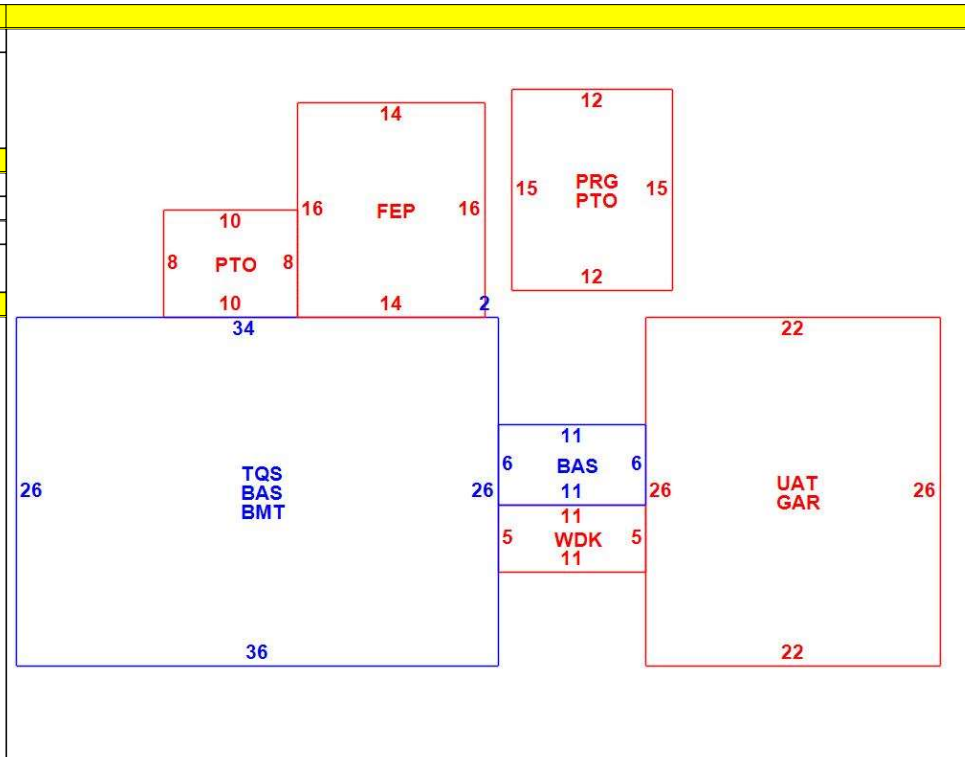 14
12
15 PRG 15
PTO
16 FEP 16
10
8 PTO 8
12
10 14 2
34 22
11
6 BAS 6
TQS
26 BAS 26
BMT
11 26 UAT 26
GAR
11
5 WDK 5
11
36 22